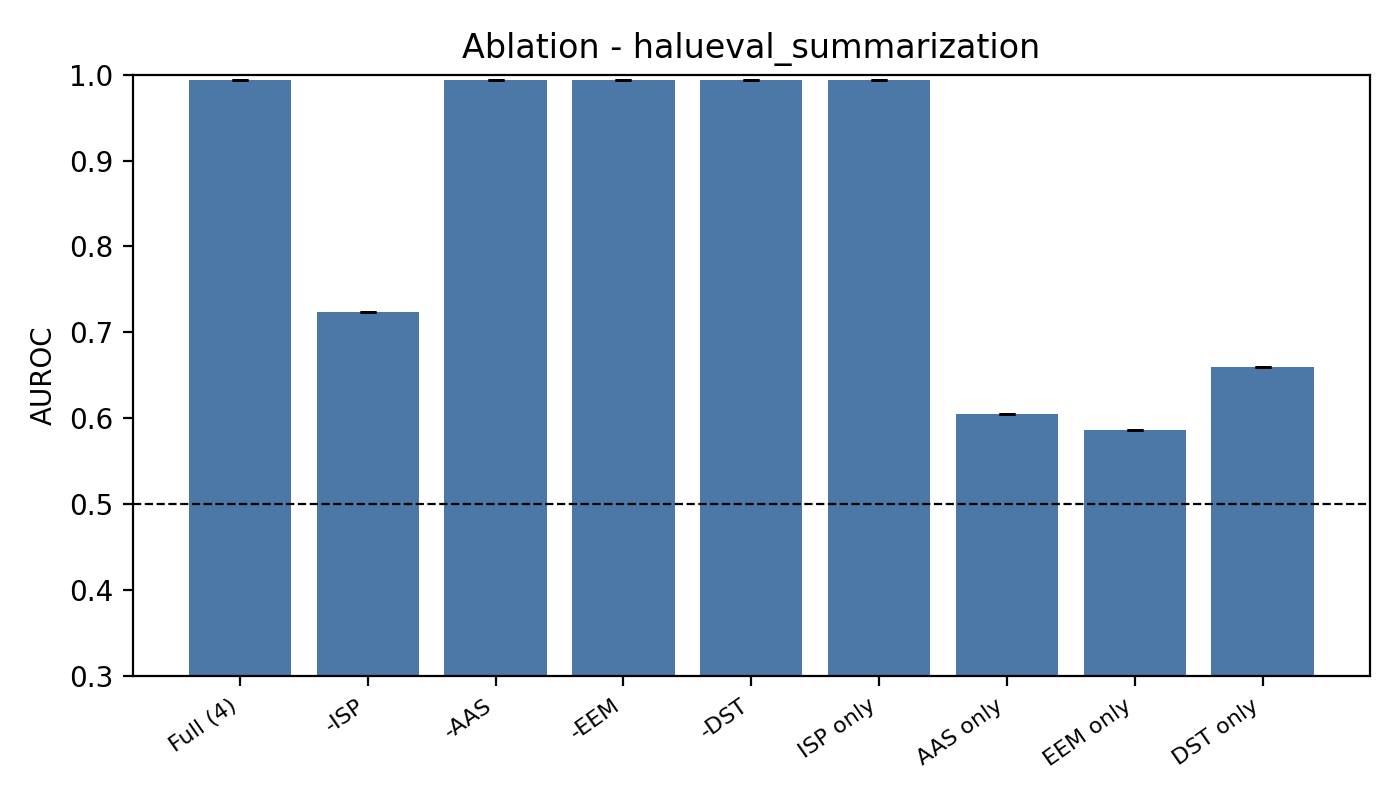 Ablation - halueval_summarization
AUROC
1.0
0.9
0.8
0.7
0.6
0.5
0.4
0.3
Full (4)
-ISP
-AAS
-EEM
-DST
ISP only
AAS only
EEM only
DST only